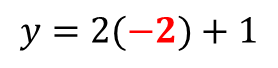 y = 2(−2) + 1